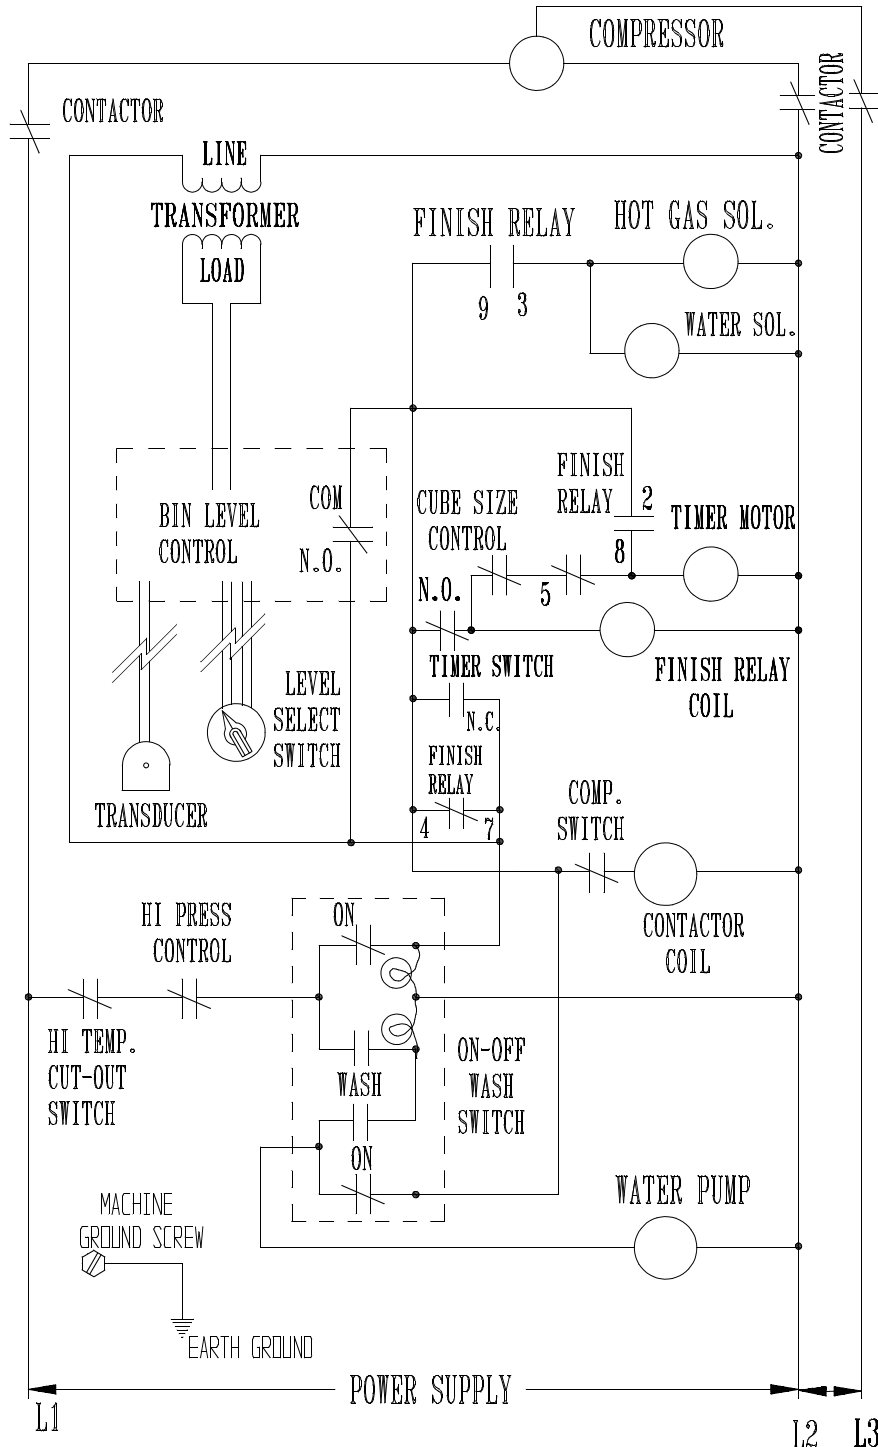 COMPRESSOR
CONTACTOR
CONTACTOR
LINE
TRANSFORMER
LOAD
FINISH RELAY
9 3
HOT GAS SOL.
WATER SOL.
BIN LEVEL
CONTROL
COM
N.O.
CUBE SIZE
CONTROL
FINISH
RELAY
2
8
5
TIMER MOTOR
N.O.
TIMER SWITCH
N.C.
FINISH RELAY
COIL
LEVEL
SELECT
SWITCH
TRANSDUCER
FINISH
RELAY
4 7
COMP.
SWITCH
CONTACTOR
COIL
HI PRESS
CONTROL
ON
HI TEMP.
CUT-OUT
SWITCH
WASH
ON
ON-OFF
WASH
SWITCH
WATER PUMP
MACHINE
GROUND SCREW
EARTH GROUND
POWER SUPPLY
L1
L2
L3